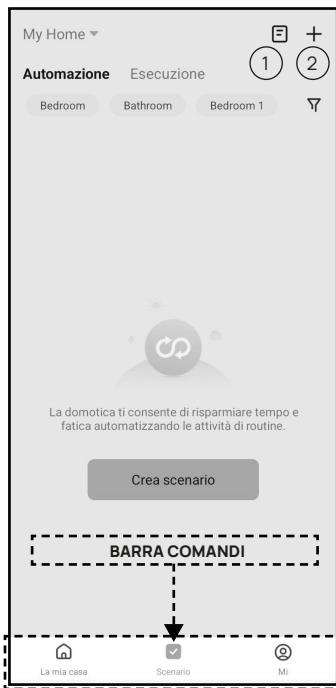 My Home
1 2
Automazione Esecuzione
Bedroom Bathroom Bedroom 1
La domotica ti consente di risparmiare tempo e
fatica automatizzando le attività di routine.
Crea scenario
BARRA COMANDI
La mia casa Scenario Mi